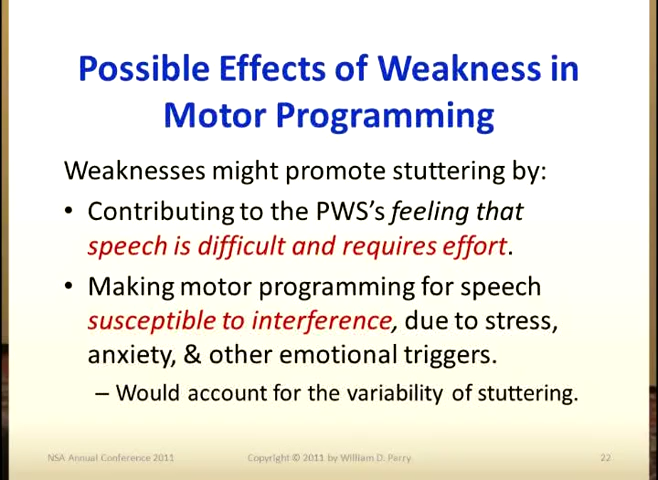 Possible Effects of Weakness in
Motor Programming
Weaknesses might promote stuttering by:
• Contributing to the PWS's feeling that
speech is difficult and requires effort.
• Making motor programming for speech
susceptible to interference, due to stress,
anxiety, & other emotional triggers.
– Would account for the variability of stuttering.
NSA Annual Conference 2011 Copyright © 2011 by William D. Parry 22